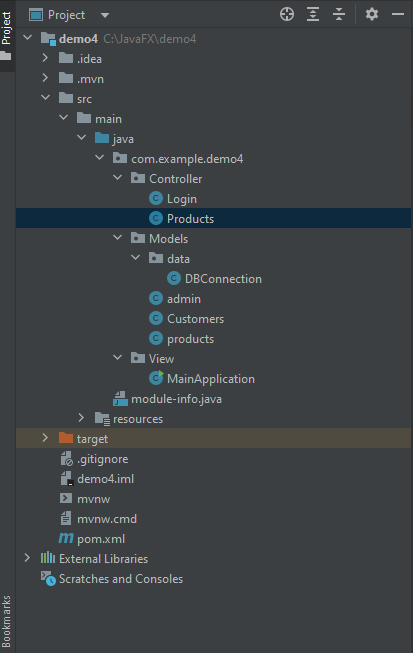 Project
Project
demo4 C:\JavaFX\demo4
.idea
.mvn
src
main
java
com.example.demo4
Controller
Login
Products
Models
data
DBConnection
admin
Customers
products
View
MainApplication
module-info.java
resources
target
.gitignore
demo4.iml
mvnw
mvnw.cmd
pom.xml
External Libraries
Scratches and Consoles
Bookmarks